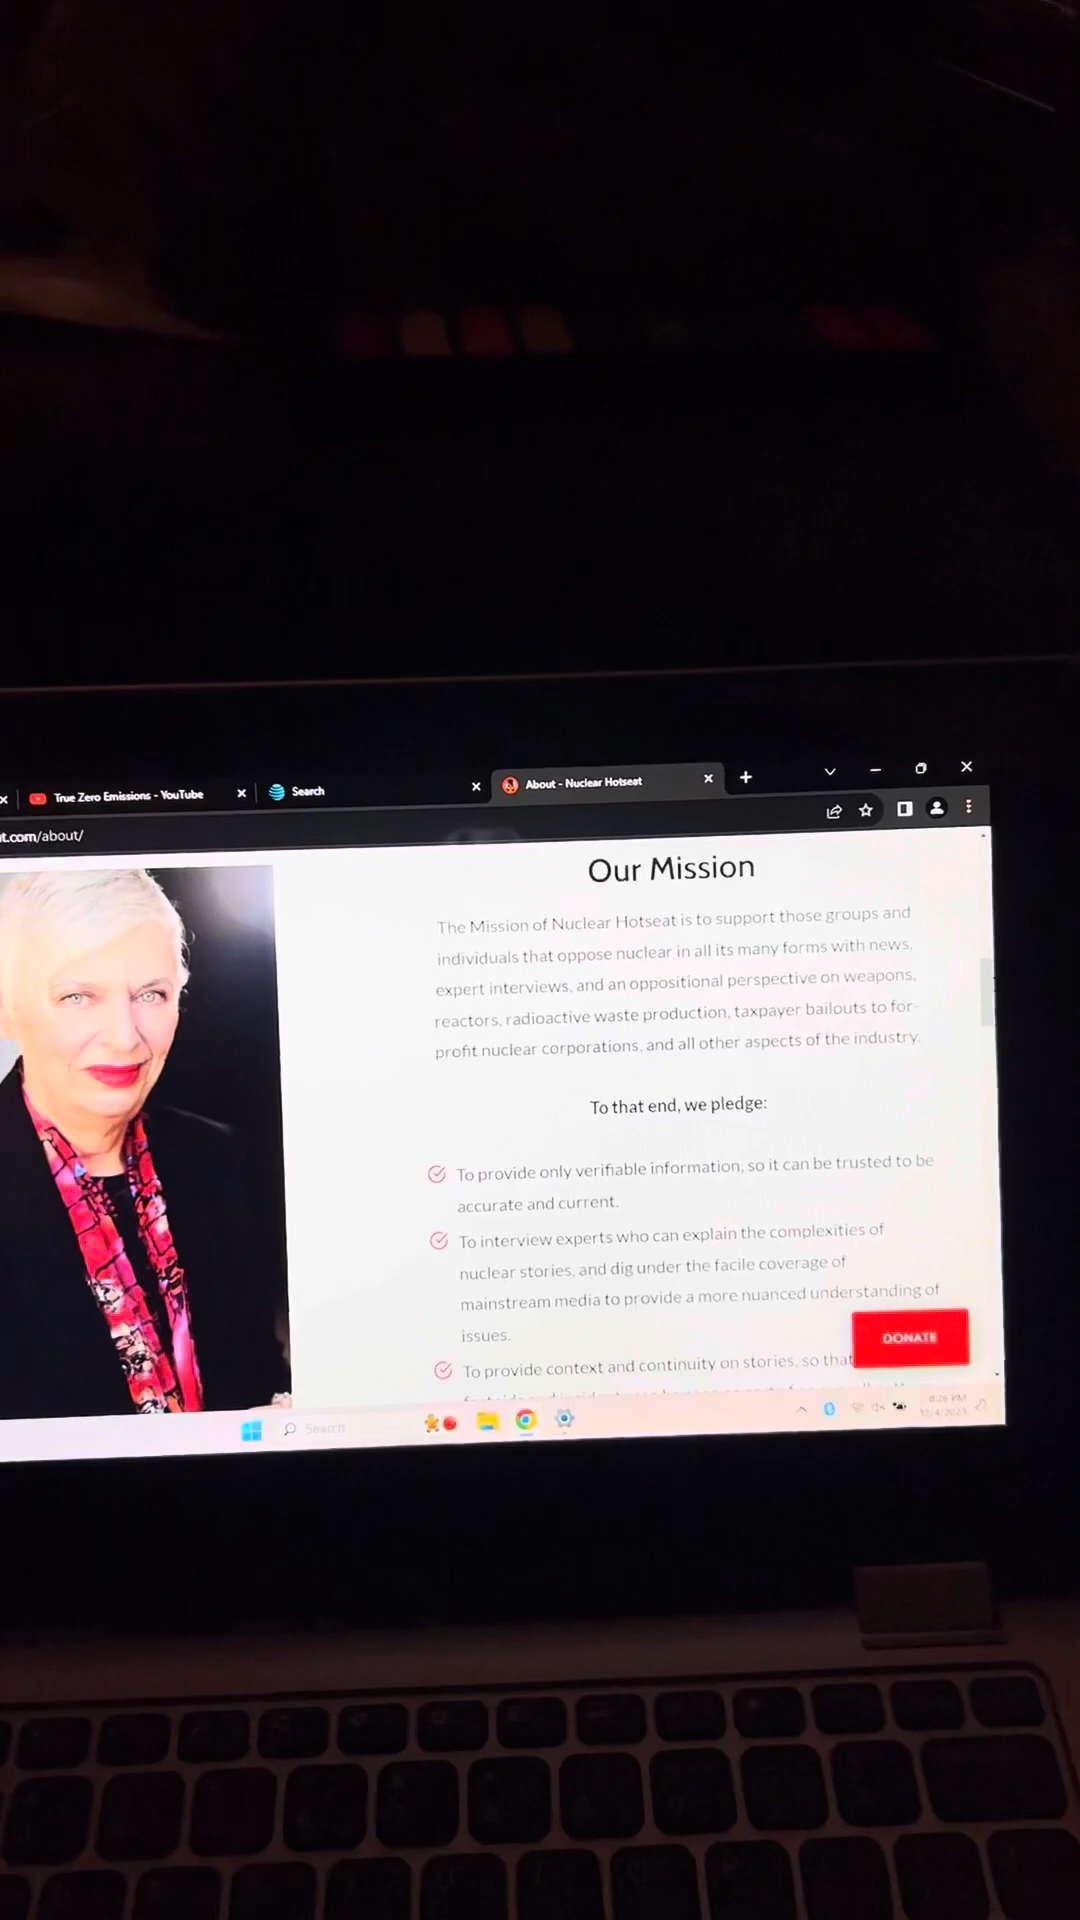 True Zero Emissions - YouTube
Search
About - Nuclear Hotseat
t.com/about/
Our Mission
The Mission of Nuclear Hotseat is to support those groups and
individuals that oppose nuclear in all its many forms with news,
expert interviews, and an oppositional perspective on weapons,
reactors, radioactive waste production, taxpayer bailouts to for-
profit nuclear corporations, and all other aspects of the industry.
To that end, we pledge:
To provide only verifiable information, so it can be trusted to be
accurate and current.
To interview experts who can explain the complexities of
nuclear stories, and dig under the facile coverage of
mainstream media to provide a more nuanced understanding of
issues.
DONATE
To provide context and continuity on stories, so that
Search
8:26 PM
12/4/2023